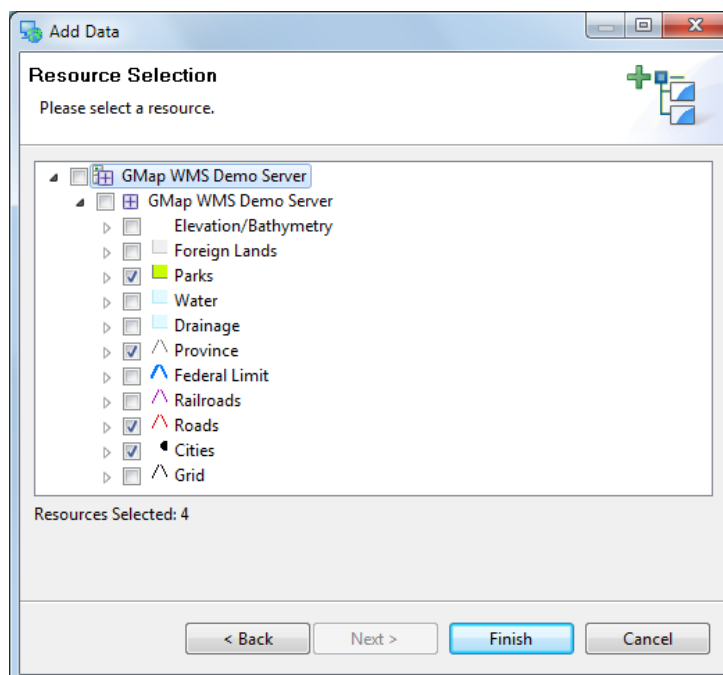 Add Data
Resource Selection
Please select a resource.
GMap WMS Demo Server
GMap WMS Demo Server
Elevation/Bathymetry
Foreign Lands
Parks
Water
Drainage
Province
Federal Limit
Railroads
Roads
Cities
Grid
Resources Selected: 4
< Back Next > Finish Cancel